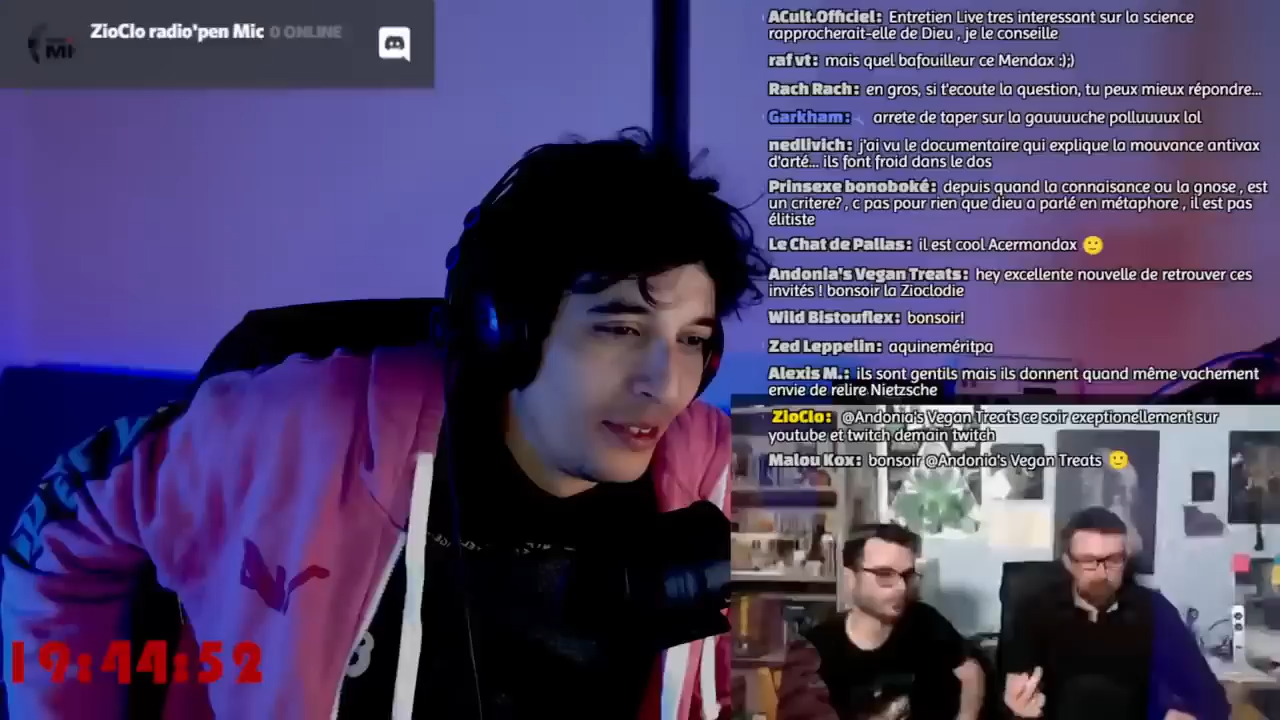 ZioClo radio'pen Mic 0 ONLINE
ACult.Officiel: Entretien Live tres interessant sur la science
rapprocherait-elle de Dieu , je le conseille
raf vt: mais quel bafouilleur ce Mendax :);)
Rach Rach: en gros, si t'ecoute la question, tu peux mieux répondre...
Garkham: arrete de taper sur la gauuuuche polluuuux lol
nedlivich: j'ai vu le documentaire qui explique la mouvance antivax
d'arté... ils font froid dans le dos
Prinsexe bonoboké: depuis quand la connaisance ou la gnose , est
un critere? , c pas pour rien que dieu a parlé en métaphore , il est pas
élitiste
Le Chat de Pallas: il est cool Acermandax 🙂
Andonia's Vegan Treats: hey excellente nouvelle de retrouver ces
invités ! bonsoir la Zioclodie
Wild Bistouflex: bonsoir!
Zed Leppelin: aquineméritpa
Alexis M.: ils sont gentils mais ils donnent quand même vachement
envie de relire Nietzsche
ZioClo: @Andonia's Vegan Treats ce soir exeptionellement sur
youtube et twitch demain twitch
Malou Kox: bonsoir @Andonia's Vegan Treats 🙂
19:44:52